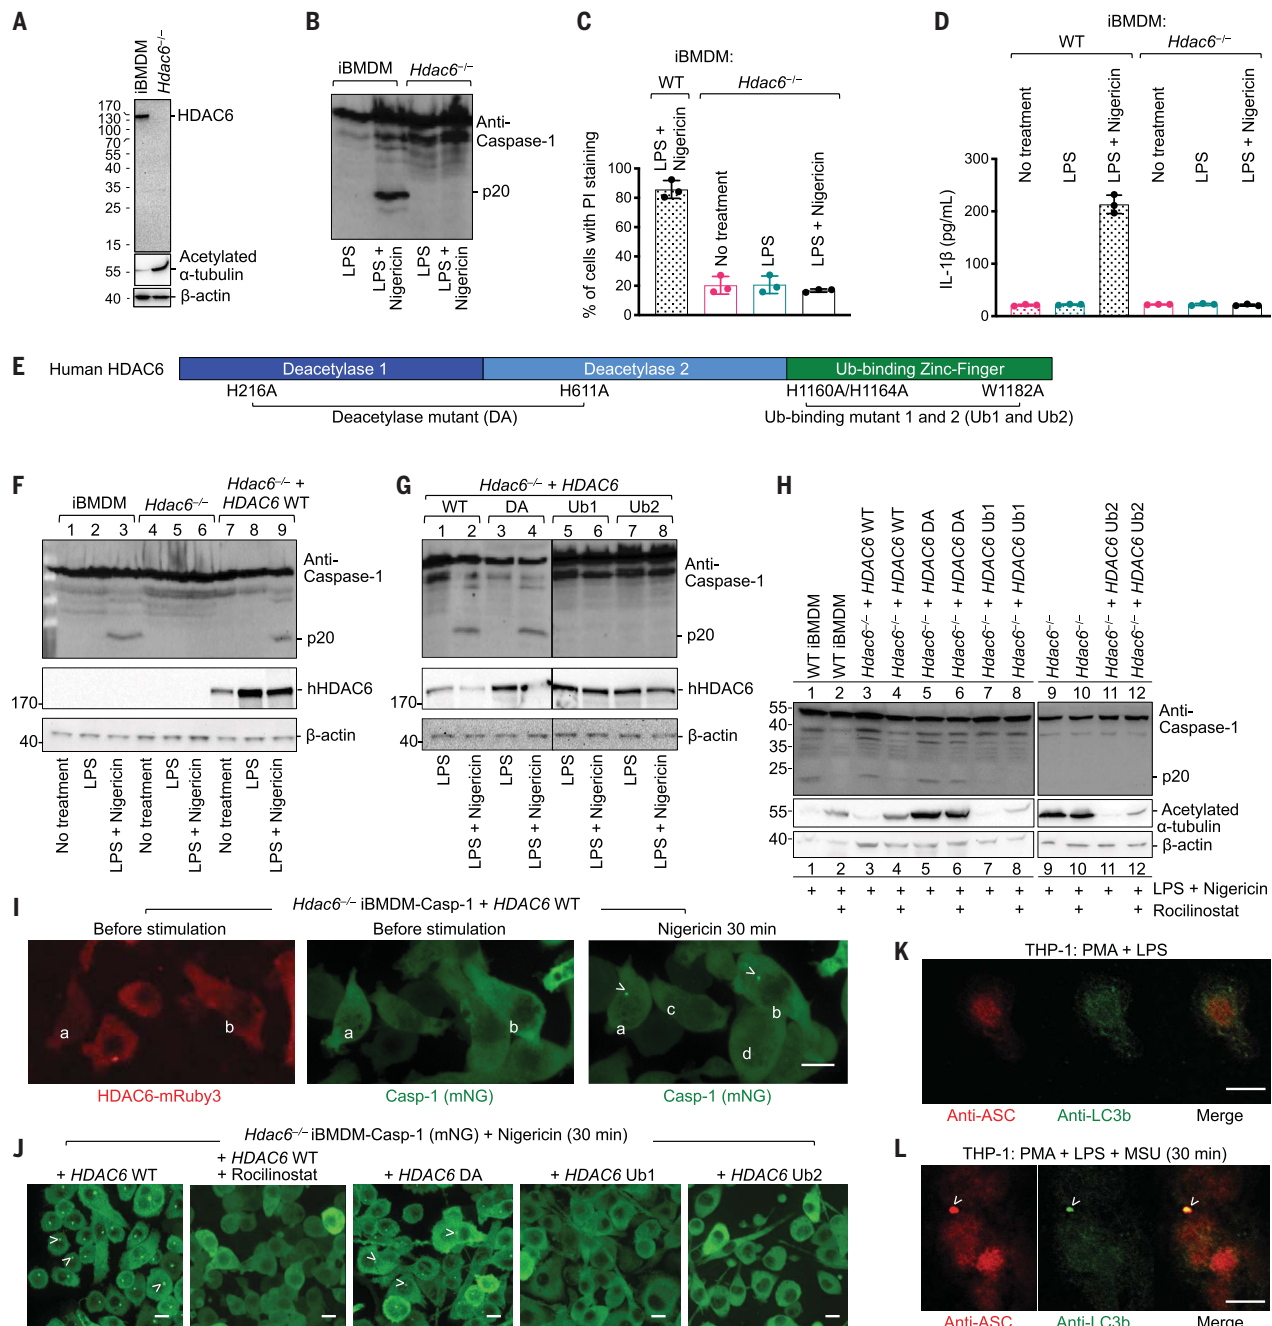 A
iBMDM
Hdac6–/–
170
130
100
70
55
40
35
25
15
55
40
HDAC6
Acetylated
α-tubulin
β-actin
B
iBMDM
Hdac6–/–
Anti-
Caspase-1
p20
LPS
LPS +
Nigericin
LPS
LPS +
Nigericin
C
iBMDM:
WT
Hdac6–/–
LPS +
Nigericin
No treatment
LPS
LPS + Nigericin
% of cells with PI staining
100
80
60
40
20
0
D
iBMDM:
WT
Hdac6–/–
No treatment
LPS
LPS + Nigericin
No treatment
LPS
LPS + Nigericin
IL-1β (pg/mL)
300
200
100
0
E
Human HDAC6
Deacetylase 1
Deacetylase 2
Ub-binding Zinc-Finger
H216A
H611A
H1160A/H1164A
W1182A
Deacetylase mutant (DA)
Ub-binding mutant 1 and 2 (Ub1 and Ub2)
F
iBMDM
Hdac6–/–
Hdac6–/– +
HDAC6 WT
1 2 3 4 5 6 7 8 9
Anti-
Caspase-1
p20
hHDAC6
170
β-actin
40
No treatment
LPS
LPS + Nigericin
No treatment
LPS
LPS + Nigericin
No treatment
LPS
LPS + Nigericin
G
Hdac6–/– + HDAC6
WT DA Ub1 Ub2
1 2 3 4 5 6 7 8
Anti-
Caspase-1
p20
hHDAC6
170
β-actin
40
LPS
LPS + Nigericin
LPS
LPS + Nigericin
LPS
LPS + Nigericin
LPS
LPS + Nigericin
H
WT iBMDM
WT iBMDM
Hdac6–/– + HDAC6 WT
Hdac6–/– + HDAC6 WT
Hdac6–/– + HDAC6 DA
Hdac6–/– + HDAC6 DA
Hdac6–/– + HDAC6 Ub1
Hdac6–/– + HDAC6 Ub1
Hdac6–/–
Hdac6–/–
Hdac6–/– + HDAC6 Ub2
Hdac6–/– + HDAC6 Ub2
1 2 3 4 5 6 7 8 9 10 11 12
55
40
35
25
55
40
Anti-
Caspase-1
p20
Acetylated
α-tubulin
β-actin
1 2 3 4 5 6 7 8 9 10 11 12
+ + + + + + + + + + + + LPS + Nigericin
+ + + + + + Rocilinostat
I
Hdac6–/– iBMDM-Casp-1 + HDAC6 WT
Before stimulation
Before stimulation
Nigericin 30 min
a
b
a
b
a
c
b
d
HDAC6-mRuby3
Casp-1 (mNG)
Casp-1 (mNG)
J
Hdac6–/– iBMDM-Casp-1 (mNG) + Nigericin (30 min)
+ HDAC6 WT
+ HDAC6 WT
+ Rocilinostat
+ HDAC6 DA
+ HDAC6 Ub1
+ HDAC6 Ub2
K
THP-1: PMA + LPS
Anti-ASC
Anti-LC3b
Merge
L
THP-1: PMA + LPS + MSU (30 min)
Anti-ASC
Anti-LC3b
Merge